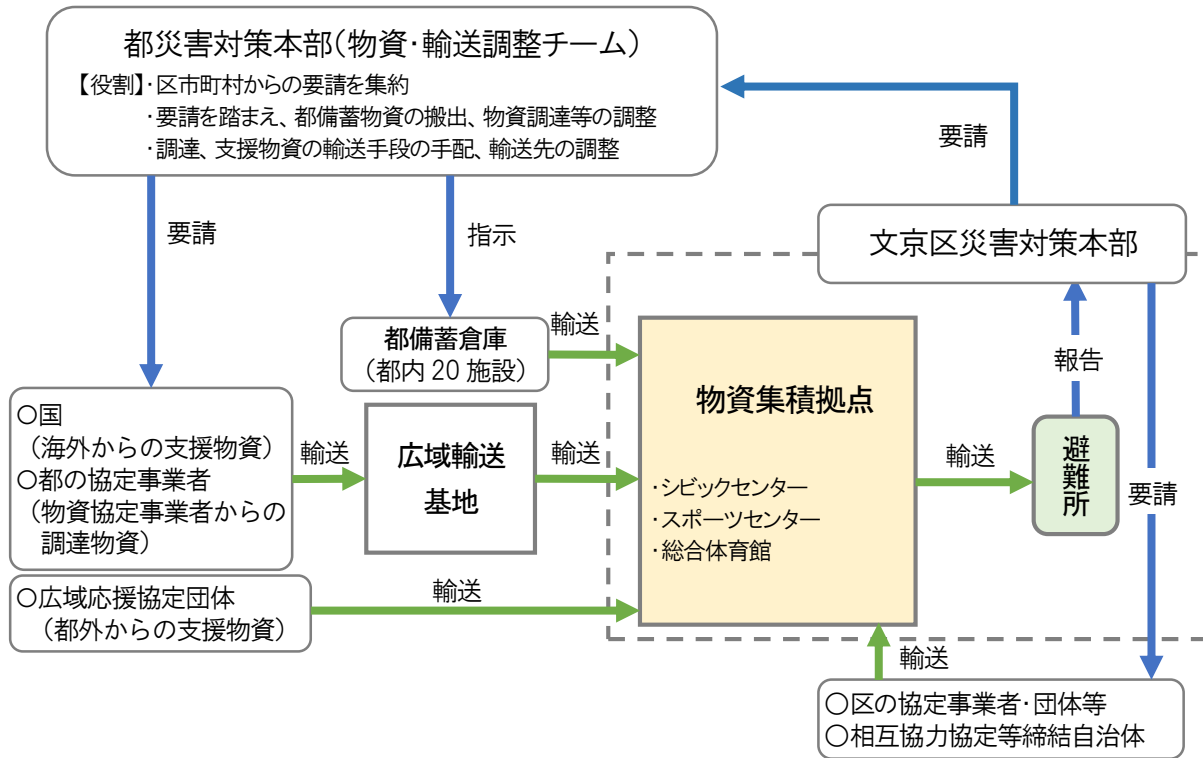 都災害対策本部(物資・輸送調整チーム)
【役割】・区市町村からの要請を集約
・要請を踏まえ、都備蓄物資の搬出、物資調達等の調整
・調達、支援物資の輸送手段の手配、輸送先の調整
要請
要請
指示
文京区災害対策本部
都備蓄倉庫
(都内 20 施設)
輸送
報告
○国
(海外からの支援物資)
○都の協定事業者
(物資協定事業者からの
調達物資)
輸送
広域輸送
基地
輸送
物資集積拠点
・シビックセンター
・スポーツセンター
・総合体育館
輸送
避難所
要請
○広域応援協定団体
(都外からの支援物資)
輸送
輸送
○区の協定事業者・団体等
○相互協力協定等締結自治体